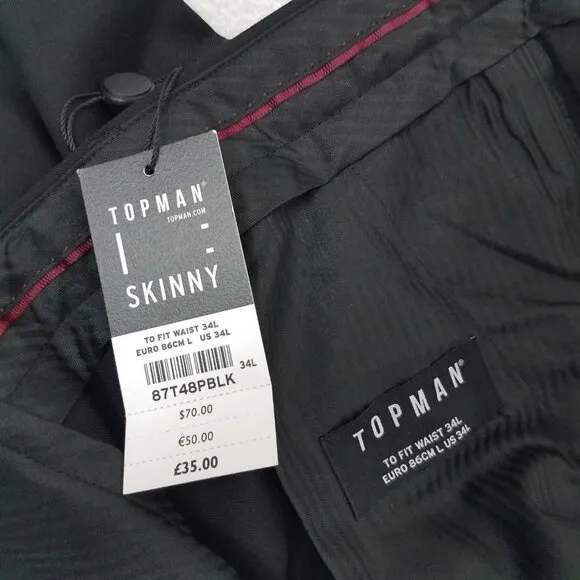 TOPMAN®
TOPMAN.COM
SKINNY
TO FIT WAIST 34L
EURO 86CM L US 34L
34L
87T48PBLK
$70.00
€50.00
£35.00
TOPMAN®
TO FIT WAIST 34L
EURO 86CM L US 34L